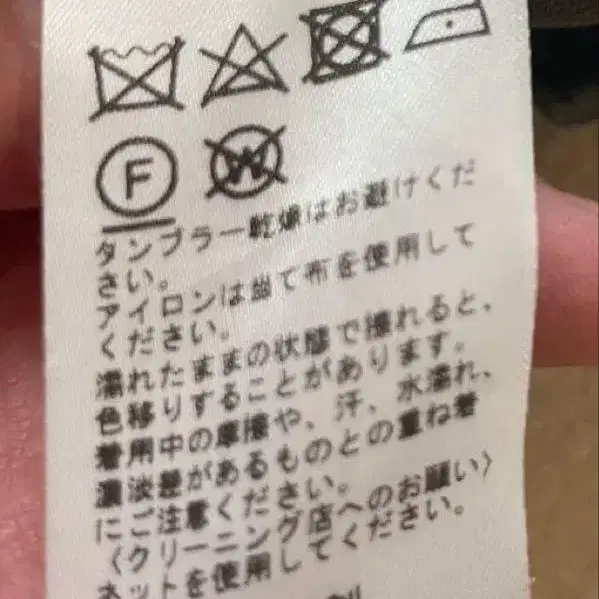 F W
タンブラー乾燥はお避けくだ
さい。
アイロンは当て布を使用して
ください。
濡れたままの状態で擦れると、
色移りすることがあります。
着用中の摩擦や、汗、水濡れ、
濃淡差があるものとの重ね着
にご注意ください。
〈クリーニング店へのお願い〉
ネットを使用してください。